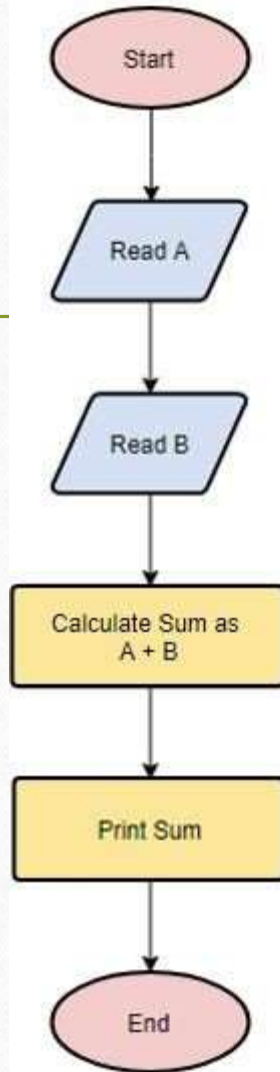 Start
Read A
Read B
Calculate Sum as
A + B
Print Sum
End